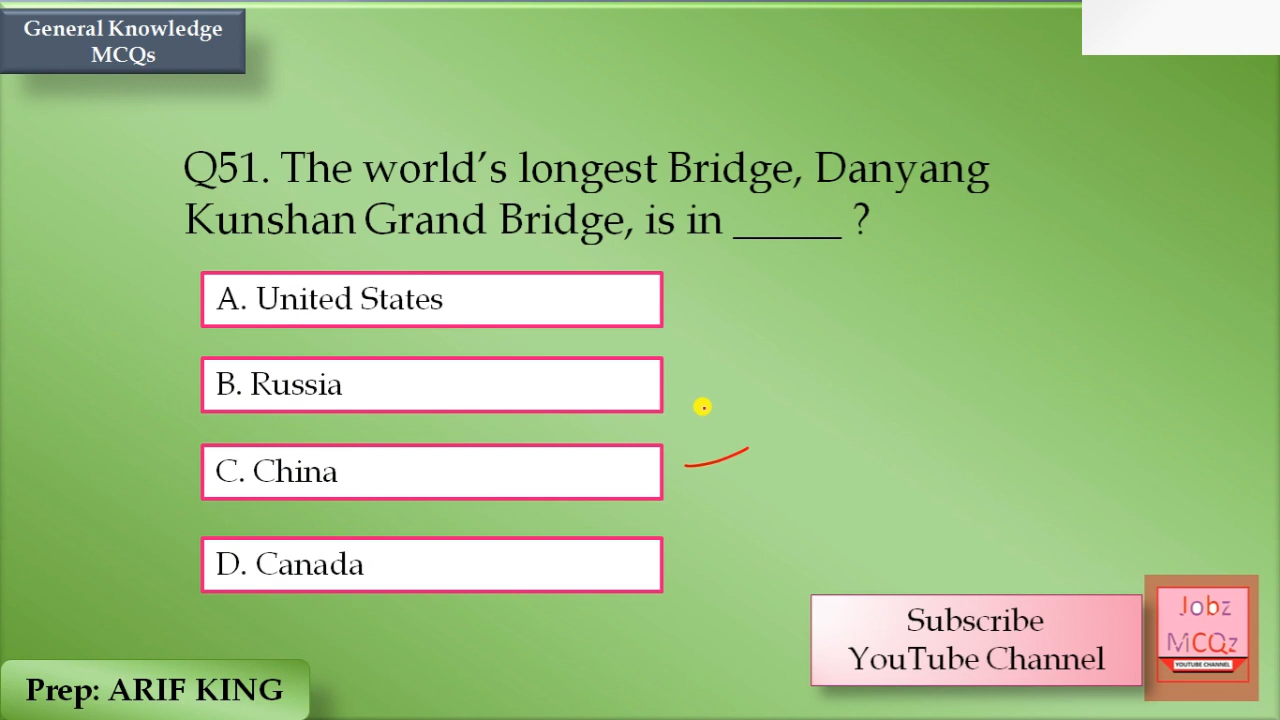 General Knowledge
MCQs
Q51. The world’s longest Bridge, Danyang
Kunshan Grand Bridge, is in _____ ?
A. United States
B. Russia
C. China
D. Canada
Subscribe
YouTube Channel
Jobz
MCQz
YOUTUBE CHANNEL
Prep: ARIF KING